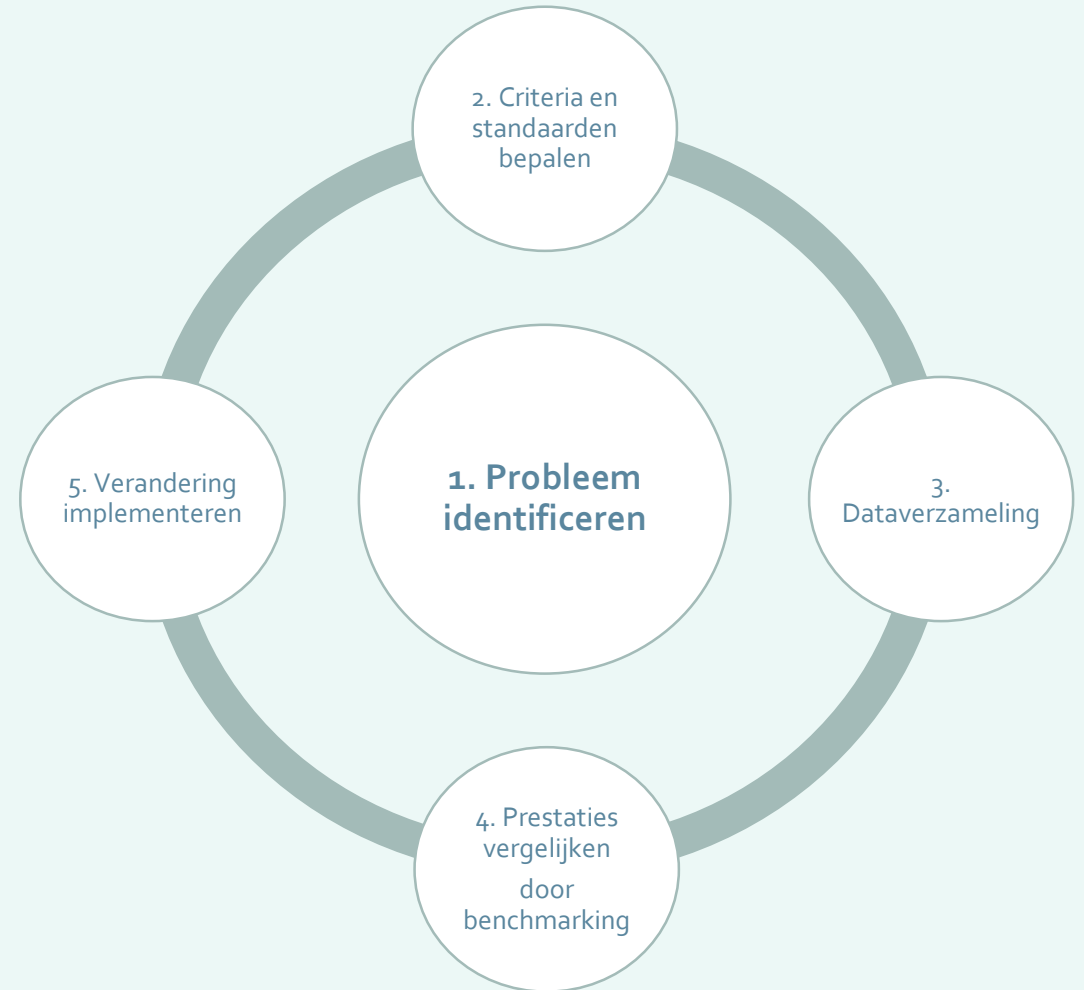 2. Criteria en
standaarden
bepalen
1. Probleem
identificeren
3.
Dataverzameling
4. Prestaties
vergelijken
door
benchmarking
5. Verandering
implementeren